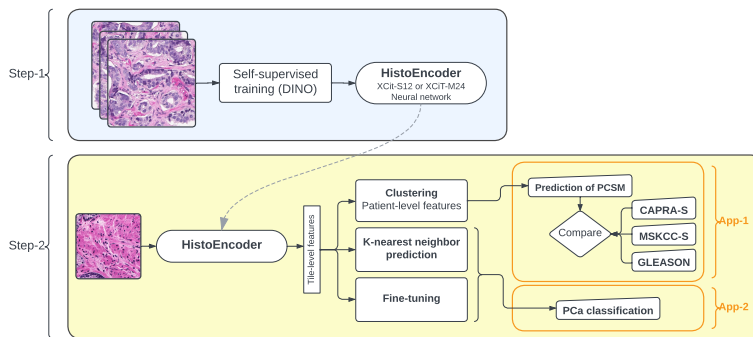 Step-1
Self-supervised
training (DINO)
HistoEncoder
XCit-S12 or XCiT-M24
Neural network
Step-2
HistoEncoder
Tile-level features
Clustering
Patient-level features
K-nearest neighbor
prediction
Fine-tuning
Prediction of PCSM
Compare
CAPRA-S
MSKCC-S
GLEASON
App-1
PCa classification
App-2